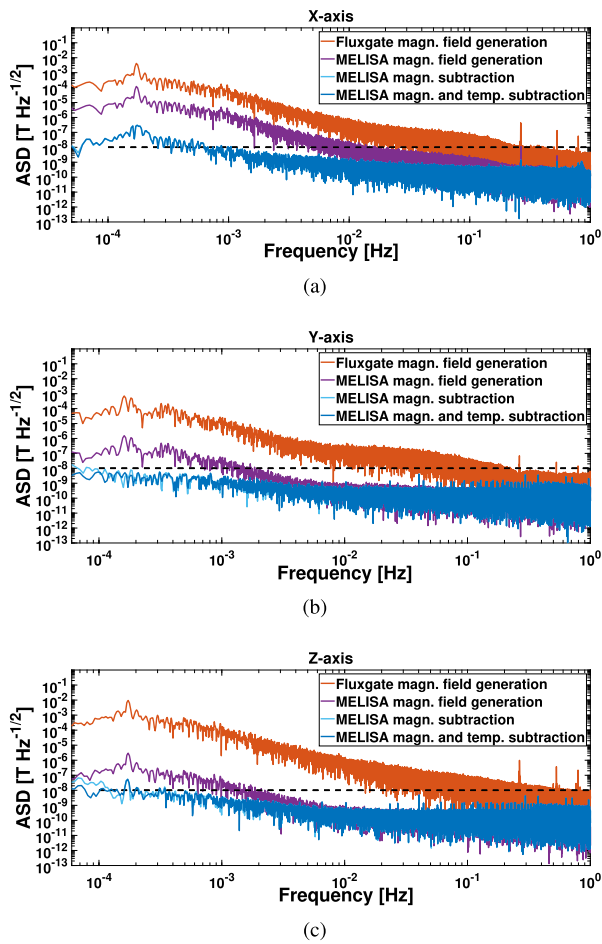 X-axis
ASD [T Hz-1/2]
10-1
10-2
10-3
10-4
10-5
10-6
10-7
10-8
10-9
10-10
10-11
10-12
10-13
Fluxgate magn. field generation
MELISA magn. field generation
MELISA magn. subtraction
MELISA magn. and temp. subtraction
10-4 10-3 10-2 10-1 100
Frequency [Hz]
(a)
Y-axis
ASD [T Hz-1/2]
10-1
10-2
10-3
10-4
10-5
10-6
10-7
10-8
10-9
10-10
10-11
10-12
10-13
Fluxgate magn. field generation
MELISA magn. field generation
MELISA magn. subtraction
MELISA magn. and temp. subtraction
10-4 10-3 10-2 10-1 100
Frequency [Hz]
(b)
Z-axis
ASD [T Hz-1/2]
10-1
10-2
10-3
10-4
10-5
10-6
10-7
10-8
10-9
10-10
10-11
10-12
10-13
Fluxgate magn. field generation
MELISA magn. field generation
MELISA magn. subtraction
MELISA magn. and temp. subtraction
10-4 10-3 10-2 10-1 100
Frequency [Hz]
(c)